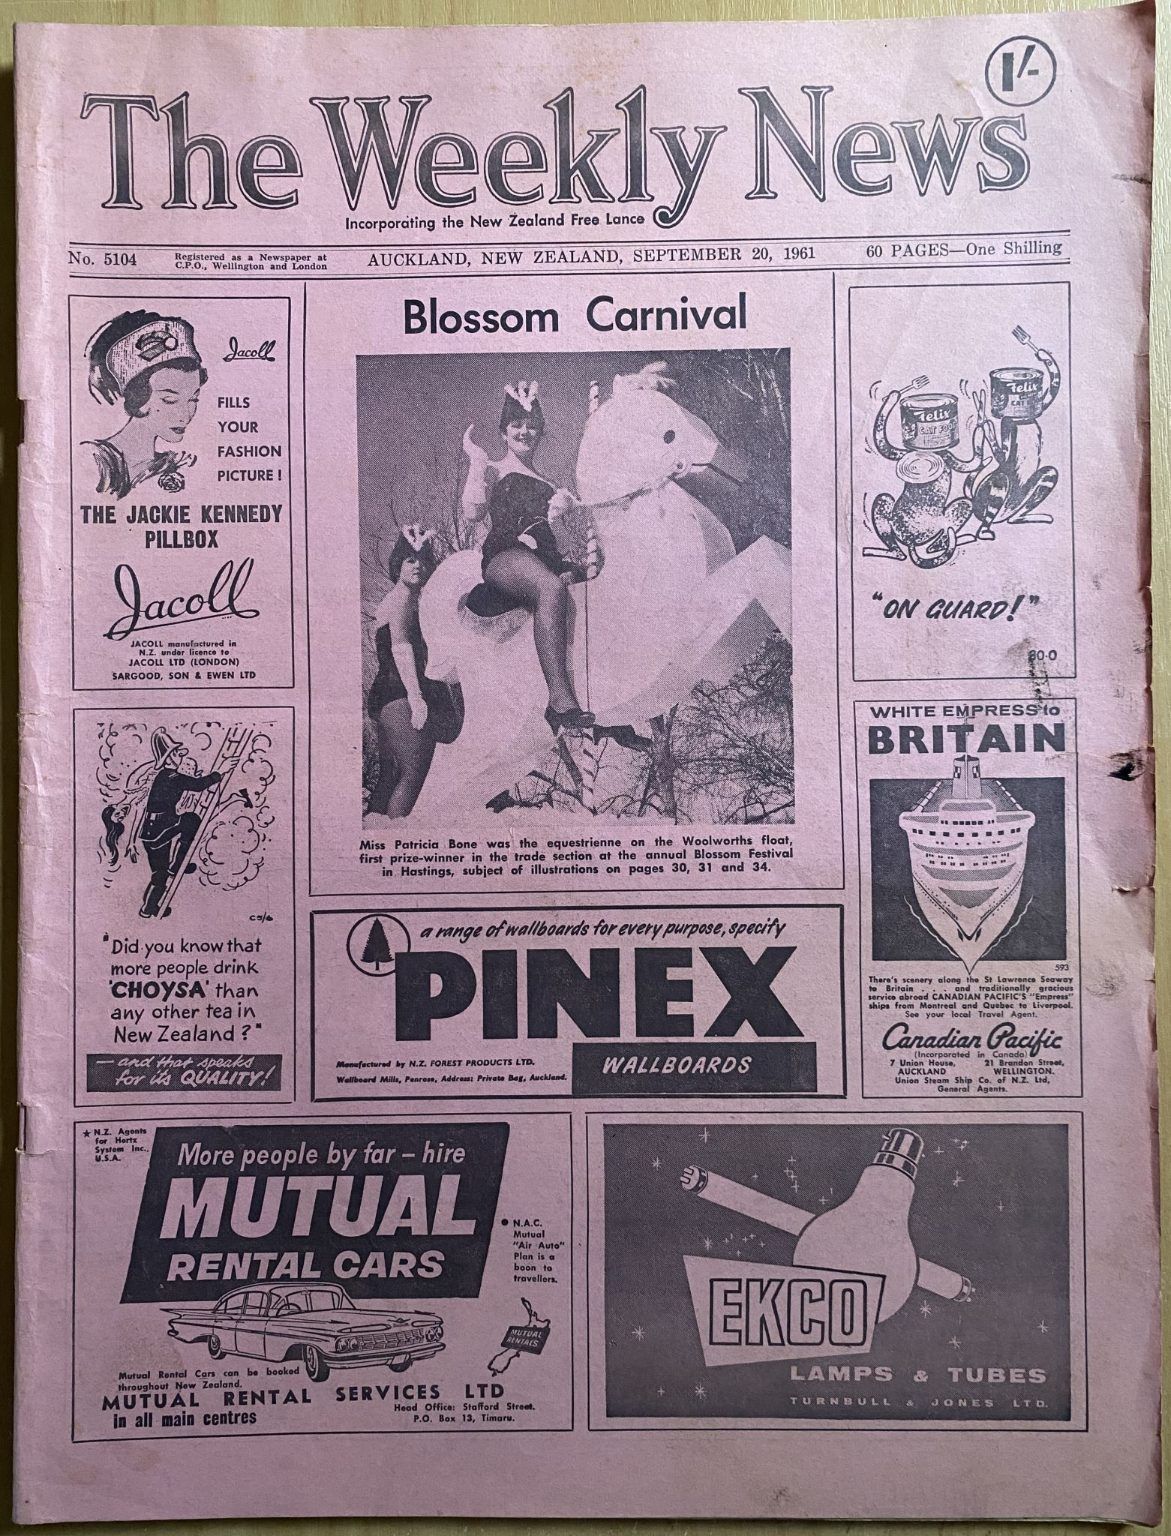 1/-
The Weekly News
Incorporating the New Zealand Free Lance
No. 5104
Registered as a Newspaper at
C.P.O., Wellington and London
AUCKLAND, NEW ZEALAND, SEPTEMBER 20, 1961
60 PAGES—One Shilling
Jacoll
FILLS
YOUR
FASHION
PICTURE!
THE JACKIE KENNEDY
PILLBOX
Jacoll
JACOLL manufactured in
N.Z. under licence to
JACOLL LTD (LONDON)
SARGOOD, SON & EWEN LTD
Blossom Carnival
Miss Patricia Bone was the equestrienne on the Woolworths float,
first prize-winner in the trade section at the annual Blossom Festival
in Hastings, subject of illustrations on pages 30, 31 and 34.
Felix
CAT FOOD
Felix
CAT
"ON GUARD!"
80·0
C5/6
"Did you know that
more people drink
'CHOYSA' than
any other tea in
New Zealand?"
— and that speaks
for its QUALITY!
a range of wallboards for every purpose, specify
PINEX
WALLBOARDS
Manufactured by N.Z. FOREST PRODUCTS LTD.
Wallboard Mills, Penrose, Address: Private Bag, Auckland.
WHITE EMPRESS to
BRITAIN
593
There's scenery along the St Lawrence Seaway
to Britain . . . and traditionally gracious
service aboard CANADIAN PACIFIC'S "Empress"
ships from Montreal and Quebec to Liverpool.
See your local Travel Agent.
Canadian Pacific
(Incorporated in Canada)
7 Union House, 21 Brandon Street,
AUCKLAND WELLINGTON.
Union Steam Ship Co. of N.Z. Ltd,
General Agents.
★ N.Z. Agents
for Hertz
System Inc.,
U.S.A.
More people by far – hire
MUTUAL
RENTAL CARS
● N.A.C.
Mutual
"Air Auto"
Plan is a
boon to
travellers.
MUTUAL
RENTALS
Mutual Rental Cars can be booked
throughout New Zealand.
MUTUAL RENTAL SERVICES LTD
in all main centres
Head Office: Stafford Street.
P.O. Box 13, Timaru.
EKCO
LAMPS & TUBES
TURNBULL & JONES LTD.